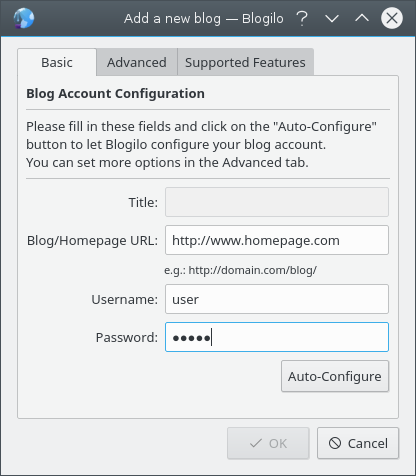 Add a new blog — Blogilo
Basic Advanced Supported Features
Blog Account Configuration
Please fill in these fields and click on the "Auto-Configure"
button to let Blogilo configure your blog account.
You can set more options in the Advanced tab.
Title:
Blog/Homepage URL: http://www.homepage.com
e.g.: http://domain.com/blog/
Username: user
Password: ●●●●●
Auto-Configure
OK Cancel